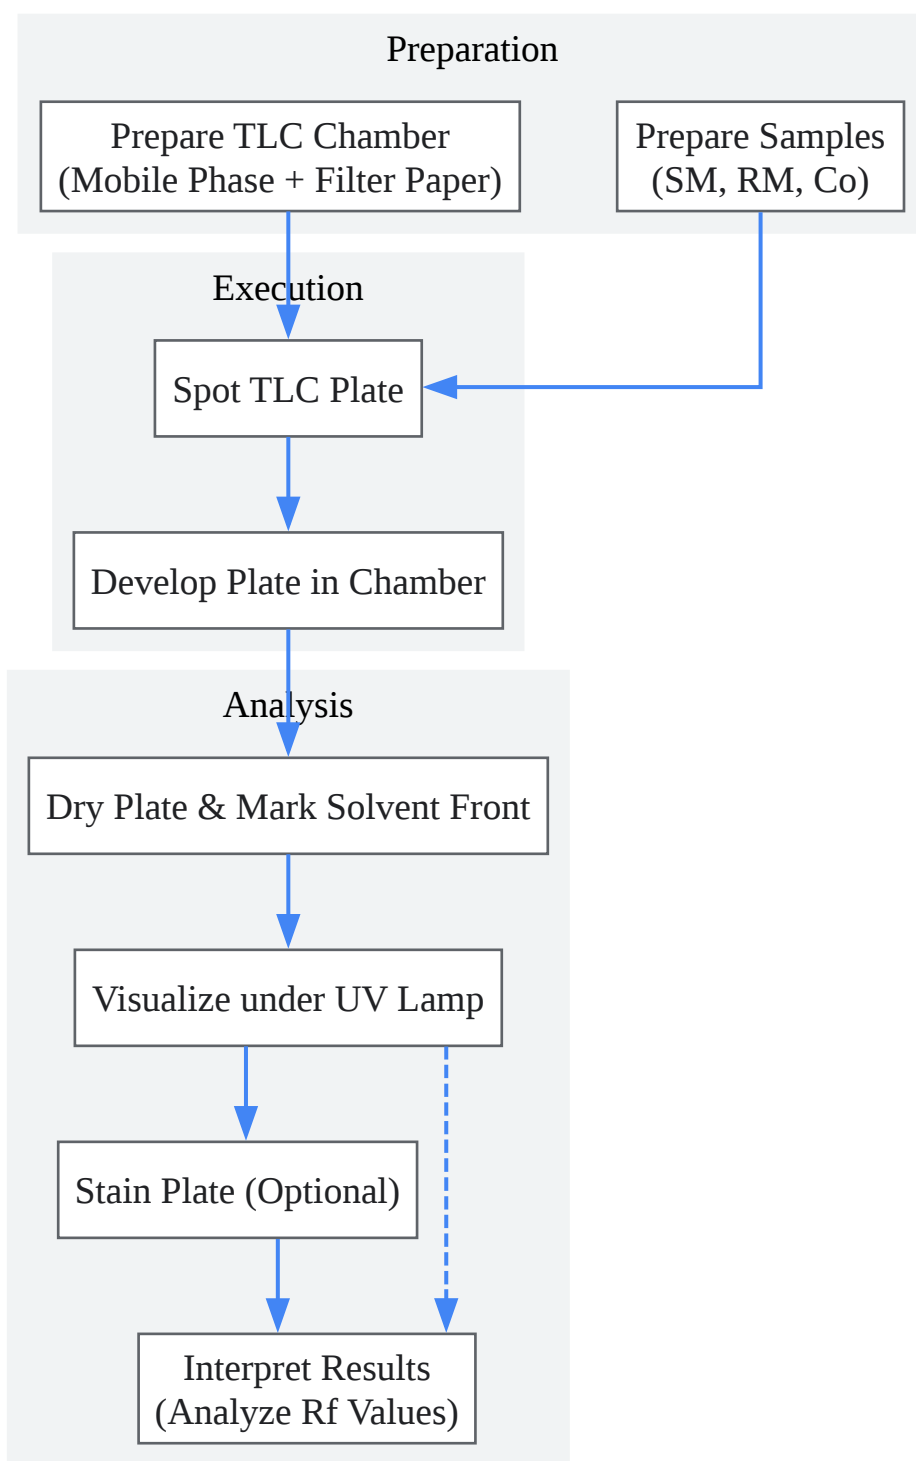 Preparation
Prepare TLC Chamber
(Mobile Phase + Filter Paper)
Prepare Samples
(SM, RM, Co)
Execution
Spot TLC Plate
Develop Plate in Chamber
Analysis
Dry Plate & Mark Solvent Front
Visualize under UV Lamp
Stain Plate (Optional)
Interpret Results
(Analyze Rf Values)